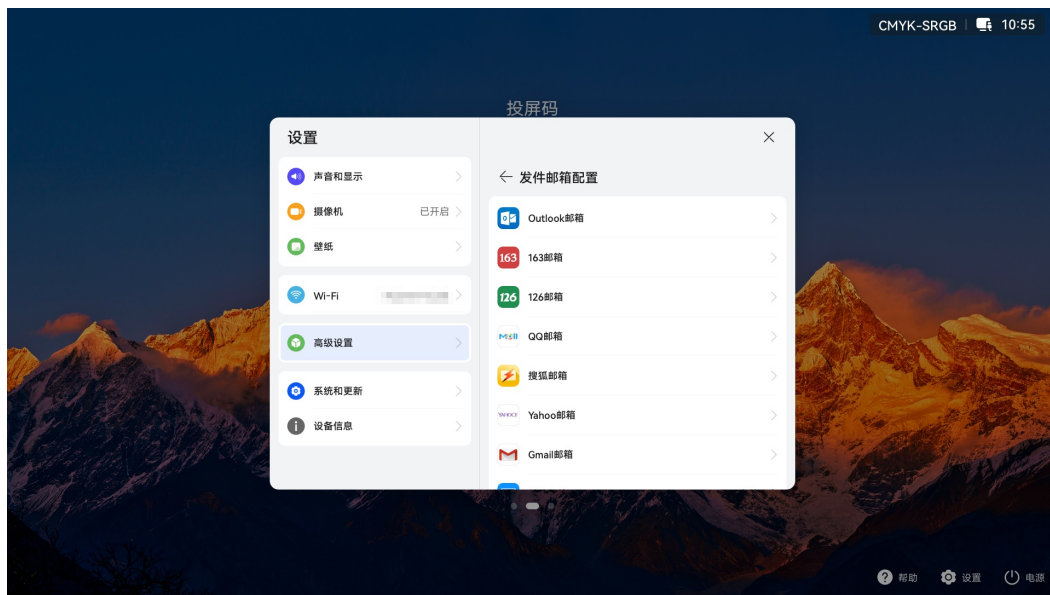 CMYK-SRGB 10:55
投屏码
设置
声音和显示
摄像机 已开启
壁纸
Wi-Fi
高级设置
系统和更新
设备信息
发件邮箱配置
Outlook邮箱
163 163邮箱
126 126邮箱
Mail QQ邮箱
搜狐邮箱
YAHOO! Yahoo邮箱
Gmail邮箱
帮助 设置 电源